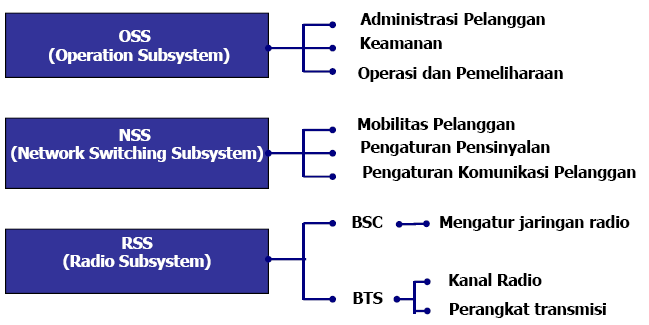 OSS
(Operation Subsystem)
Administrasi Pelanggan
Keamanan
Operasi dan Pemeliharaan
NSS
(Network Switching Subsystem)
Mobilitas Pelanggan
Pengaturan Pensinyalan
Pengaturan Komunikasi Pelanggan
RSS
(Radio Subsystem)
BSC
Mengatur jaringan radio
BTS
Kanal Radio
Perangkat transmisi